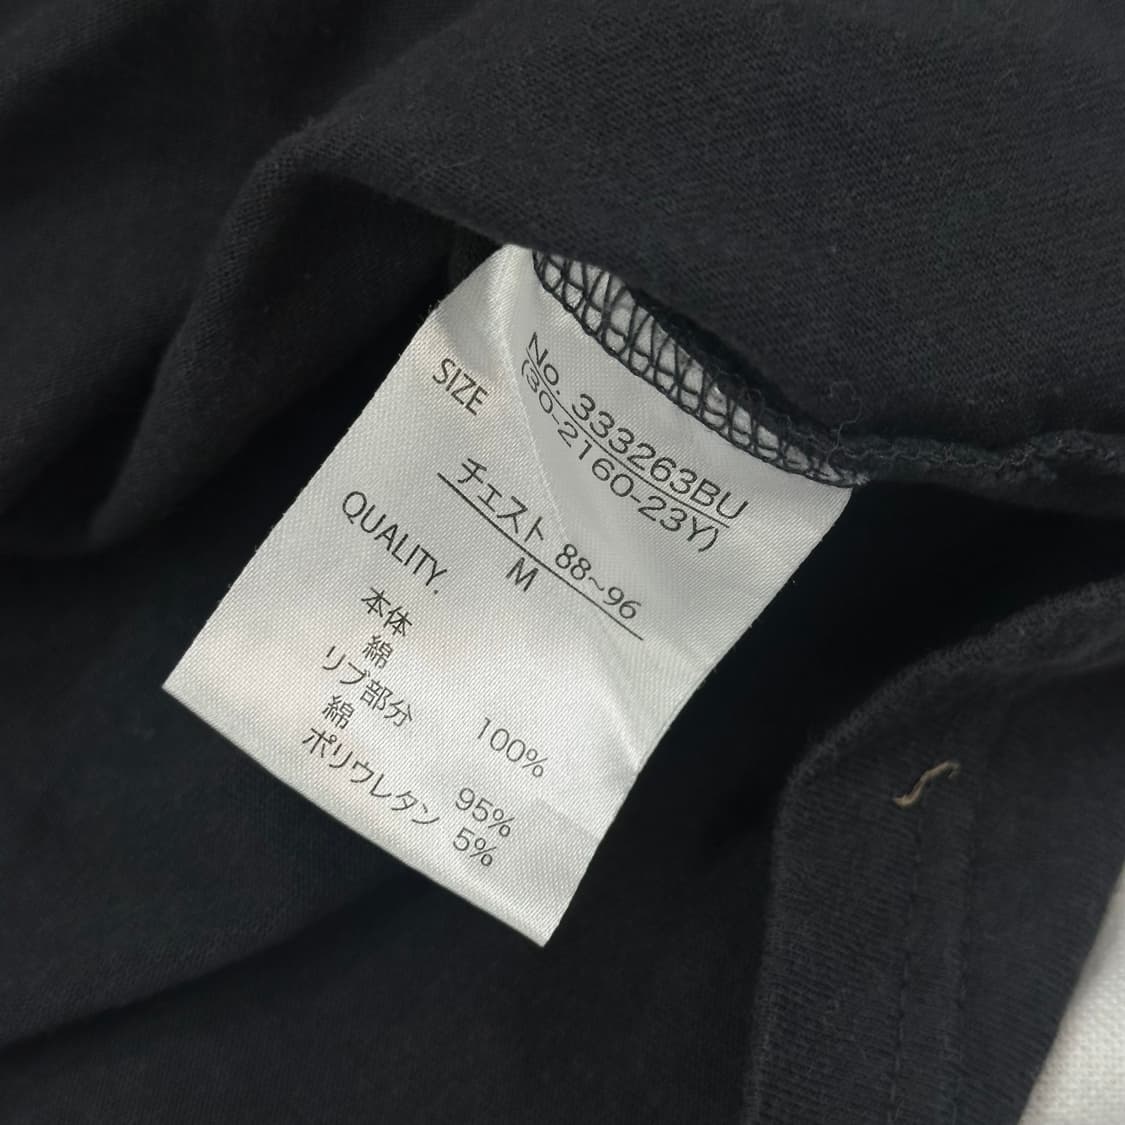 No. 333263BU
(30-2160-23Y)
SIZE
チェスト 88~96
M
QUALITY.
本体
綿 100%
リブ部分
綿 95%
ポリウレタン 5%